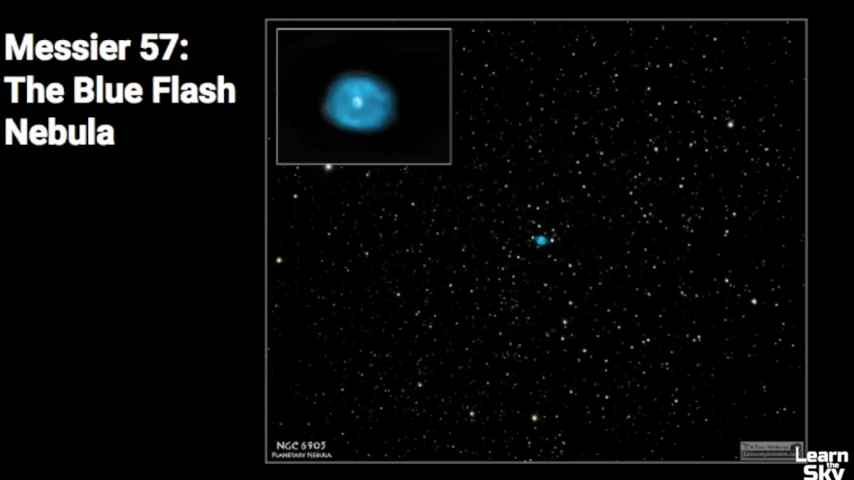 Messier 57:
The Blue Flash
Nebula
NGC 6905
PLANETARY NEBULA
Learn
the
Sky